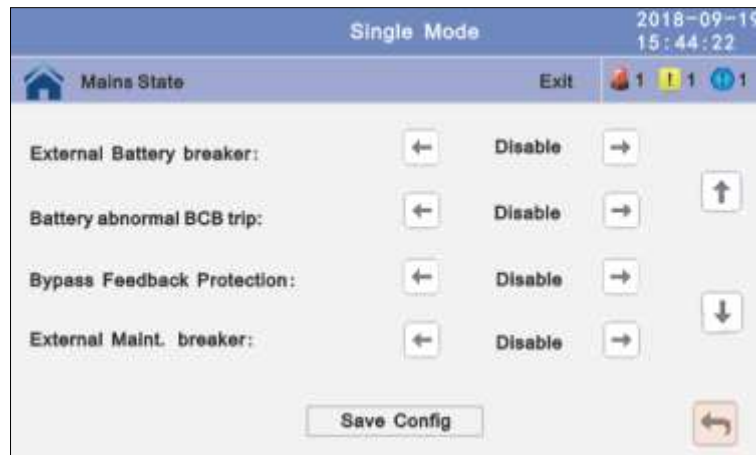 Single Mode
2018-09-19
15:44:22
Mains State
Exit
1
! 1
1
External Battery breaker:
Disable
Battery abnormal BCB trip:
Disable
Bypass Feedback Protection:
Disable
External Maint. breaker:
Disable
Save Config